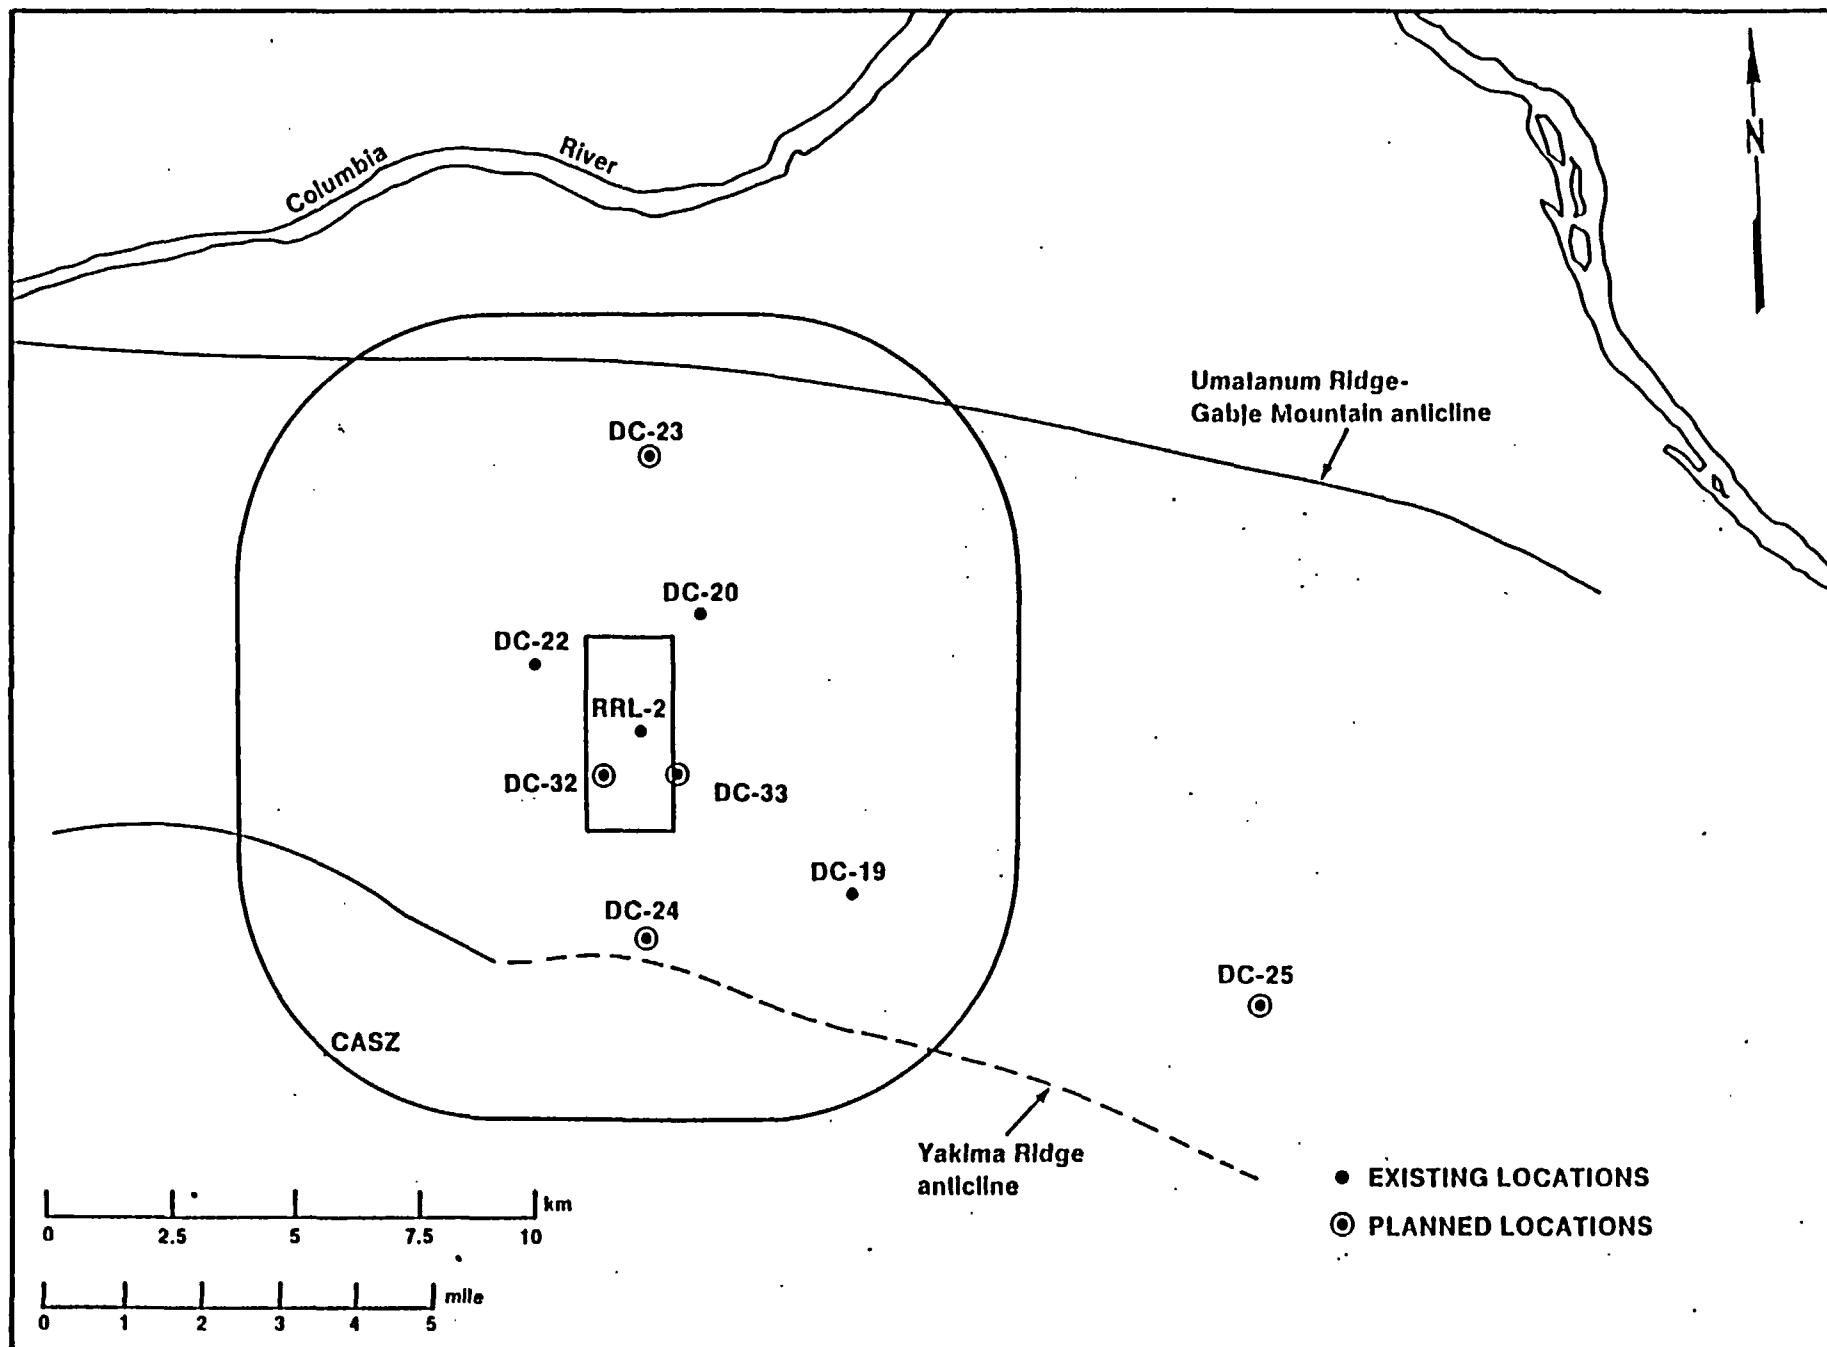 Columbia
River
N
Umatanum Ridge-
Gable Mountain anticline
DC-23
DC-20
DC-22
RRL-2
DC-32
DC-33
DC-19
DC-24
DC-25
CASZ
Yakima Ridge
anticline
EXISTING LOCATIONS
PLANNED LOCATIONS
km
0 2.5 5 7.5 10
mile
0 1 2 3 4 5